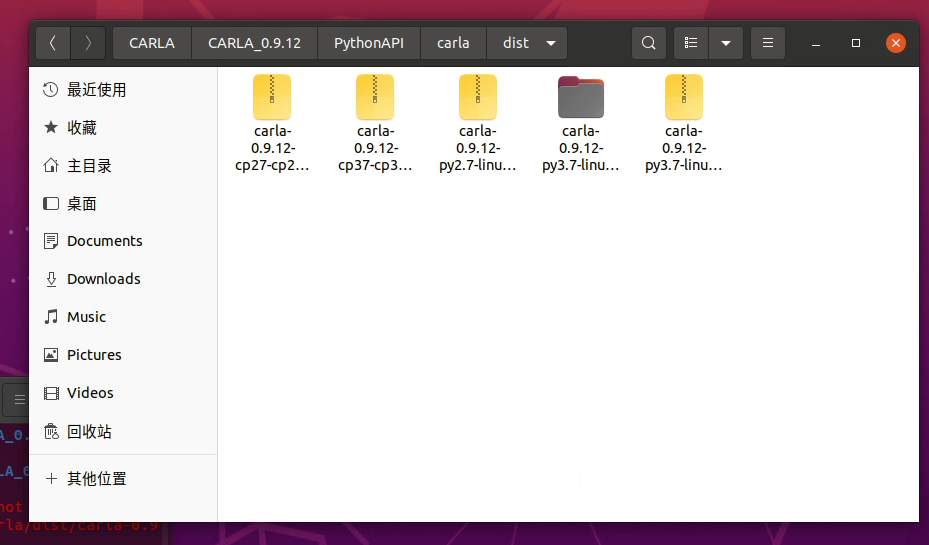 CARLA CARLA_0.9.12 PythonAPI carla dist
最近使用
收藏
主目录
桌面
Documents
Downloads
Music
Pictures
Videos
回收站
其他位置
carla-
0.9.12-
cp27-cp2...
carla-
0.9.12-
cp37-cp3...
carla-
0.9.12-
py2.7-linu...
carla-
0.9.12-
py3.7-linu...
carla-
0.9.12-
py3.7-linu...
A_0.
LA_0
not
rla/dist/carla-0.9